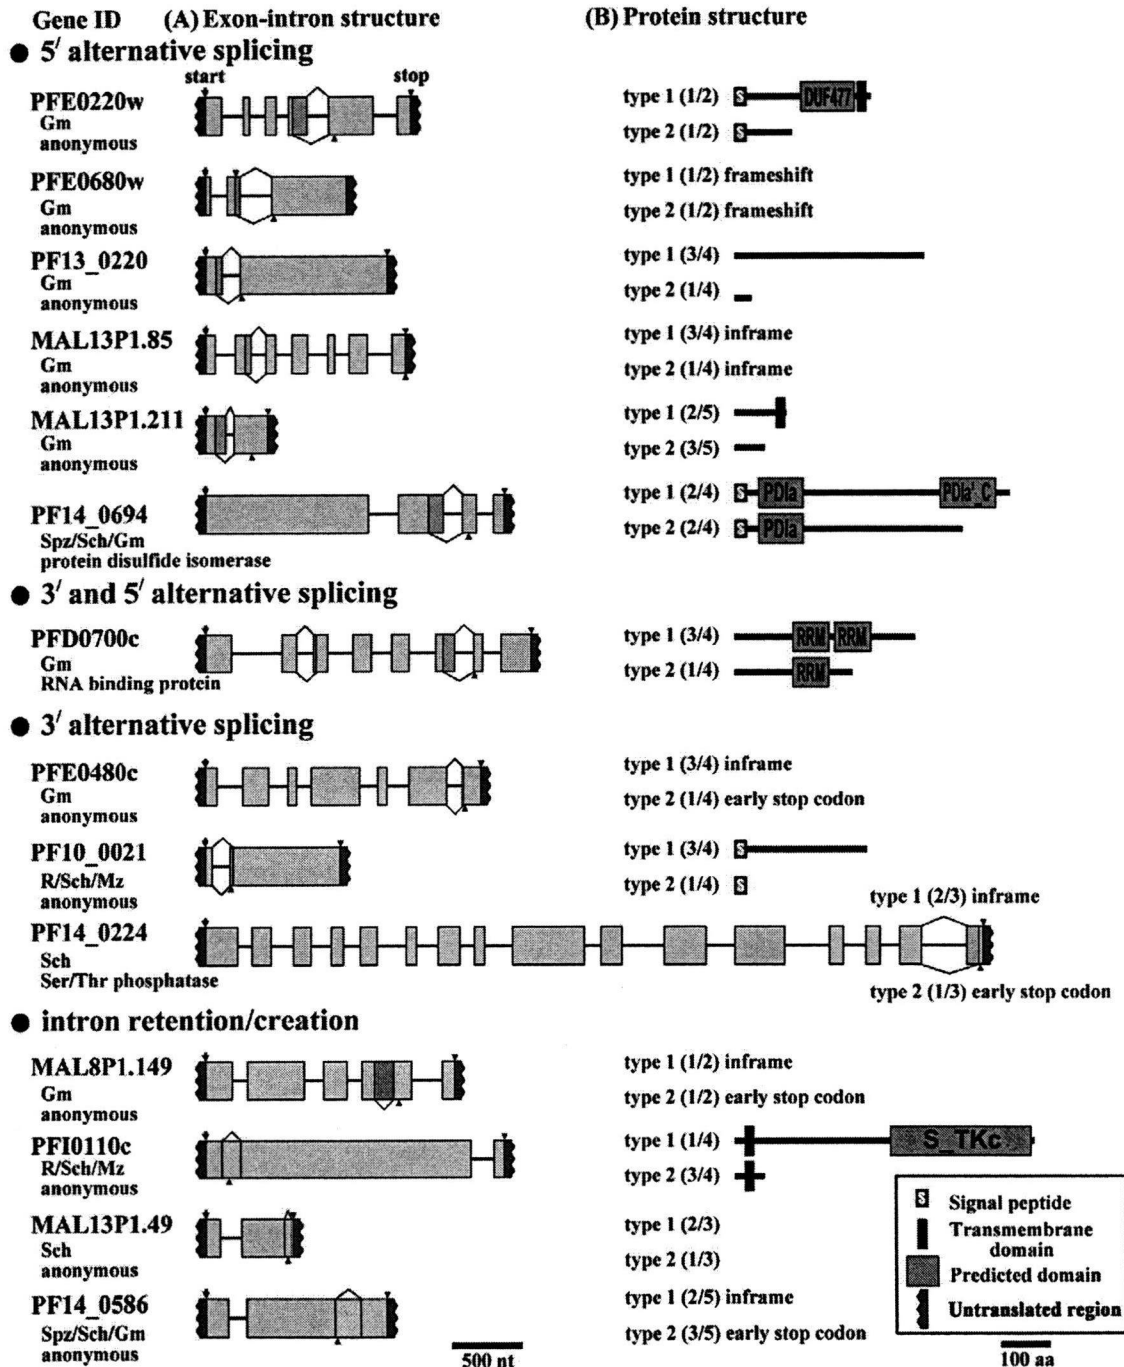 Gene ID (A) Exon-intron structure (B) Protein structure
● 5′ alternative splicing
start stop
PFE0220w
Gm
anonymous
type 1 (1/2) S DUF477
type 2 (1/2) S
PFE0680w
Gm
anonymous
type 1 (1/2) frameshift
type 2 (1/2) frameshift
PF13_0220
Gm
anonymous
type 1 (3/4)
type 2 (1/4)
MAL13P1.85
Gm
anonymous
type 1 (3/4) inframe
type 2 (1/4) inframe
MAL13P1.211
Gm
anonymous
type 1 (2/5)
type 2 (3/5)
PF14_0694
Spz/Sch/Gm
protein disulfide isomerase
type 1 (2/4) S PDIa PDIa'_C
type 2 (2/4) S PDIa
● 3′ and 5′ alternative splicing
PFD0700c
Gm
RNA binding protein
type 1 (3/4) RRM RRM
type 2 (1/4) RRM
● 3′ alternative splicing
PFE0480c
Gm
anonymous
type 1 (3/4) inframe
type 2 (1/4) early stop codon
PF10_0021
R/Sch/Mz
anonymous
type 1 (3/4) S
type 2 (1/4) S
PF14_0224
Sch
Ser/Thr phosphatase
type 1 (2/3) inframe
type 2 (1/3) early stop codon
● intron retention/creation
MAL8P1.149
Gm
anonymous
type 1 (1/2) inframe
type 2 (1/2) early stop codon
PFI0110c
R/Sch/Mz
anonymous
type 1 (1/4) S_TKc
type 2 (3/4)
MAL13P1.49
Sch
anonymous
type 1 (2/3)
type 2 (1/3)
PF14_0586
Spz/Sch/Gm
anonymous
type 1 (2/5) inframe
type 2 (3/5) early stop codon
500 nt
S Signal peptide
Transmembrane
domain
Predicted domain
Untranslated region
100 aa